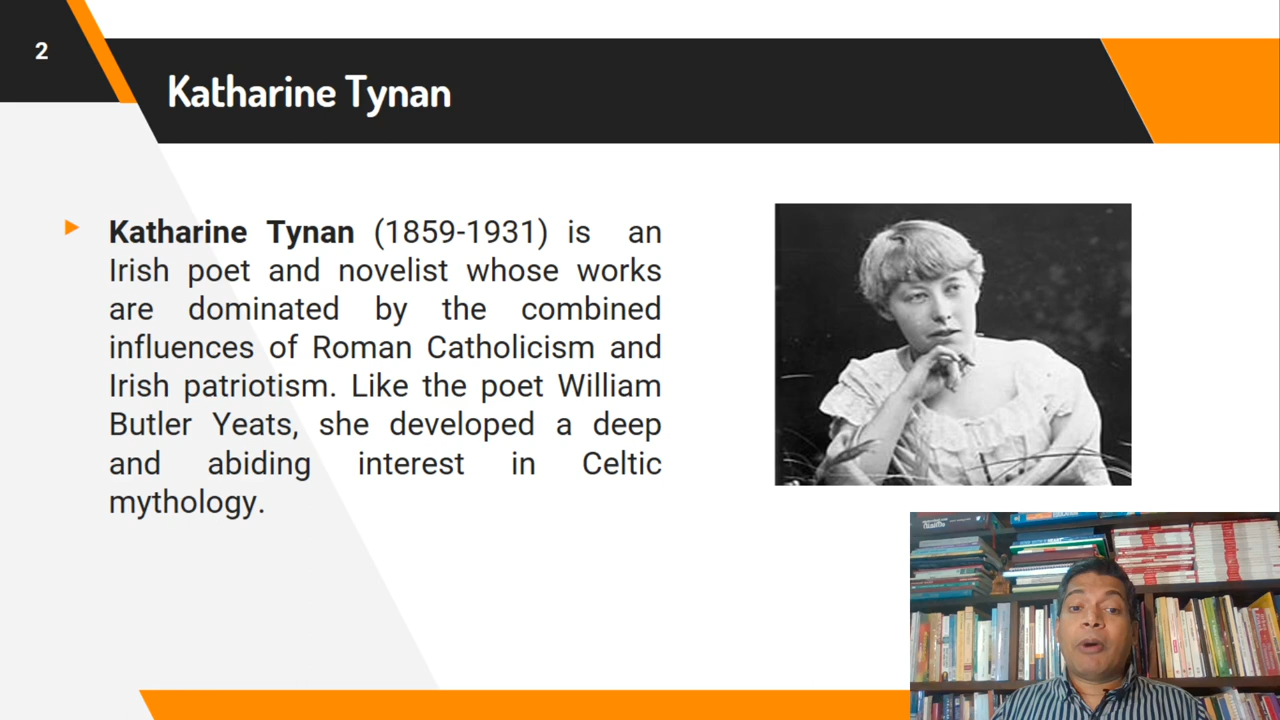 2
Katharine Tynan
Katharine Tynan (1859-1931) is an
Irish poet and novelist whose works
are dominated by the combined
influences of Roman Catholicism and
Irish patriotism. Like the poet William
Butler Yeats, she developed a deep
and abiding interest in Celtic
mythology.